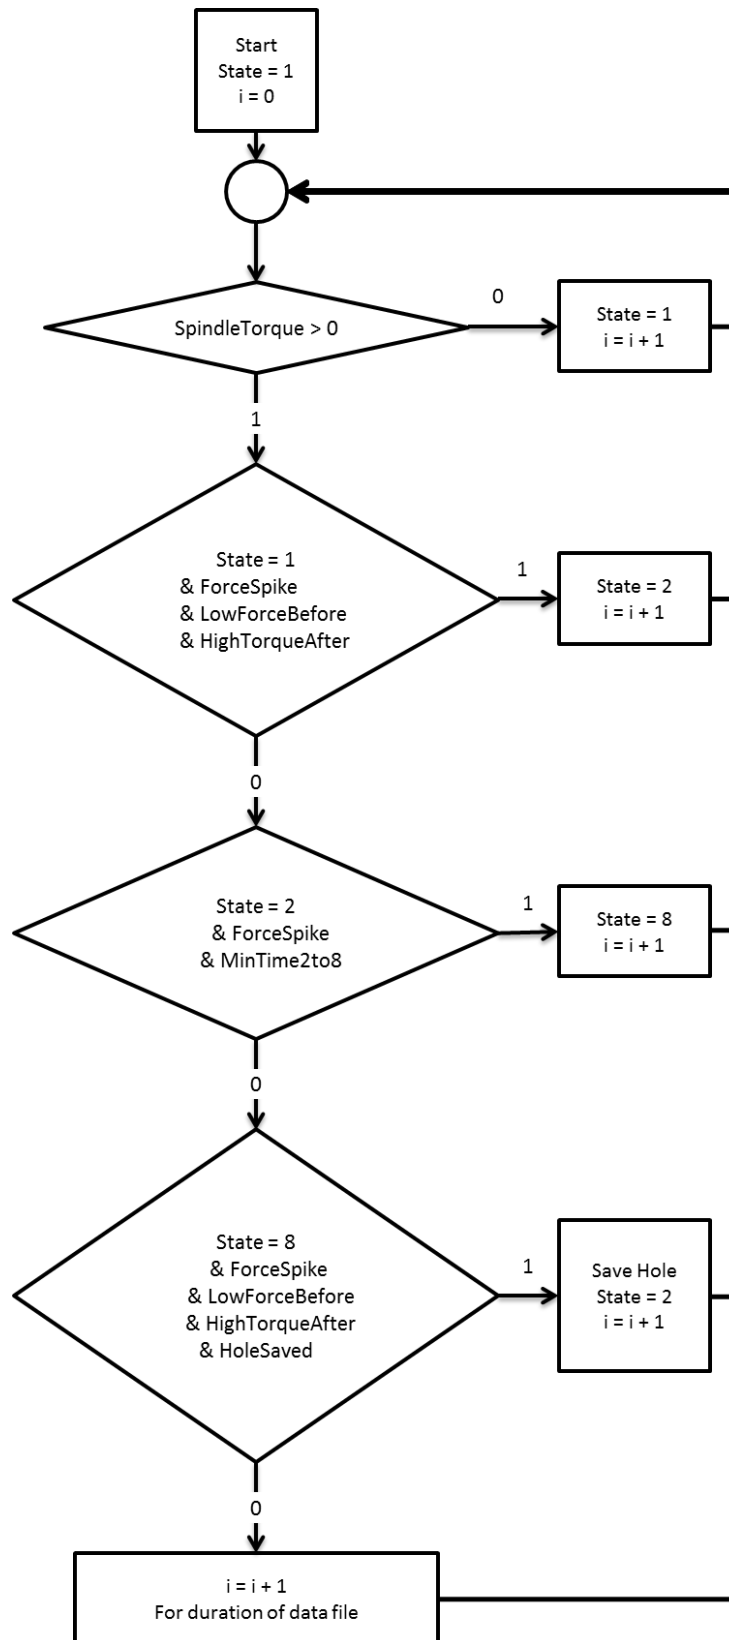 Start
State = 1
i = 0
SpindleTorque > 0
0
State = 1
i = i + 1
1
State = 1
& ForceSpike
& LowForceBefore
& HighTorqueAfter
1
State = 2
i = i + 1
0
State = 2
& ForceSpike
& MinTime2to8
1
State = 8
i = i + 1
0
State = 8
& ForceSpike
& LowForceBefore
& HighTorqueAfter
& HoleSaved
1
Save Hole
State = 2
i = i + 1
0
i = i + 1
For duration of data file